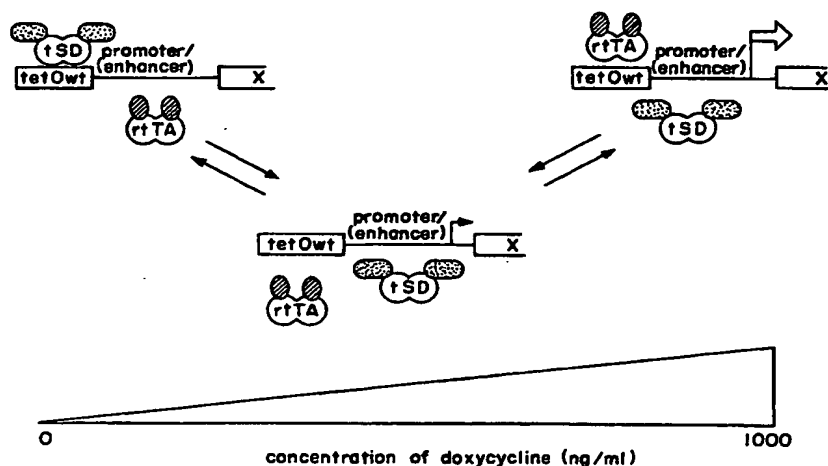 tSD
promoter/
(enhancer)
tetOwt
X
rtTA
rtTA
promoter/
(enhancer)
tetOwt
X
tSD
promoter/
(enhancer)
tetOwt
X
tSD
rtTA
0
1000
concentration of doxycycline (ng/ml)